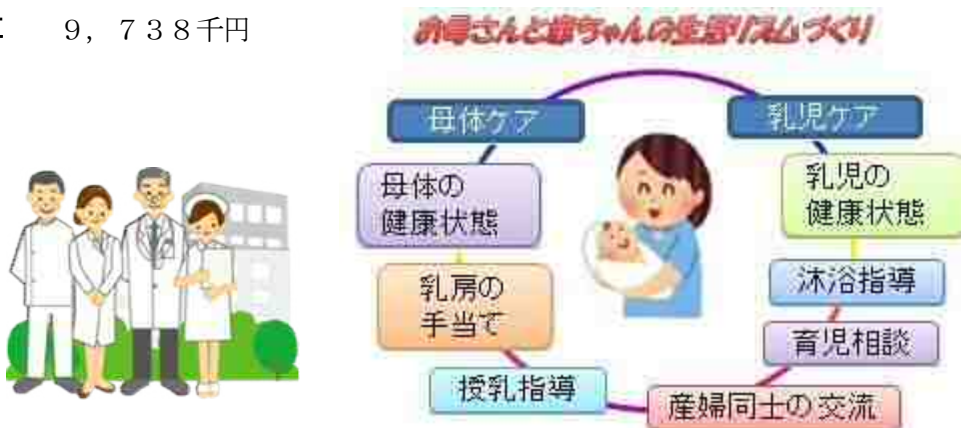 9,738千円
お母さんと赤ちゃんの生活リズムづくり
母体ケア
乳児ケア
母体の
健康状態
乳児の
健康状態
乳房の
手当て
沐浴指導
育児相談
授乳指導
産婦同士の交流